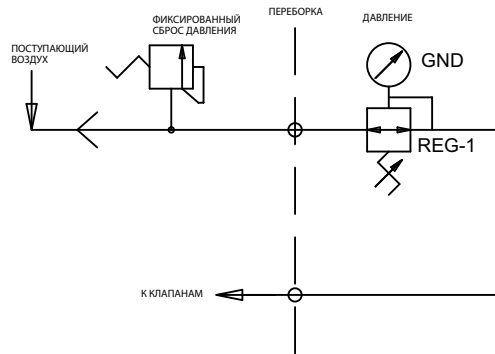 ПЕРЕБОРКА
ДАВЛЕНИЕ
ФИКСИРОВАННЫЙ
СБРОС ДАВЛЕНИЯ
ПОСТУПАЮЩИЙ
ВОЗДУХ
GND
REG-1
К КЛАПАНАМ